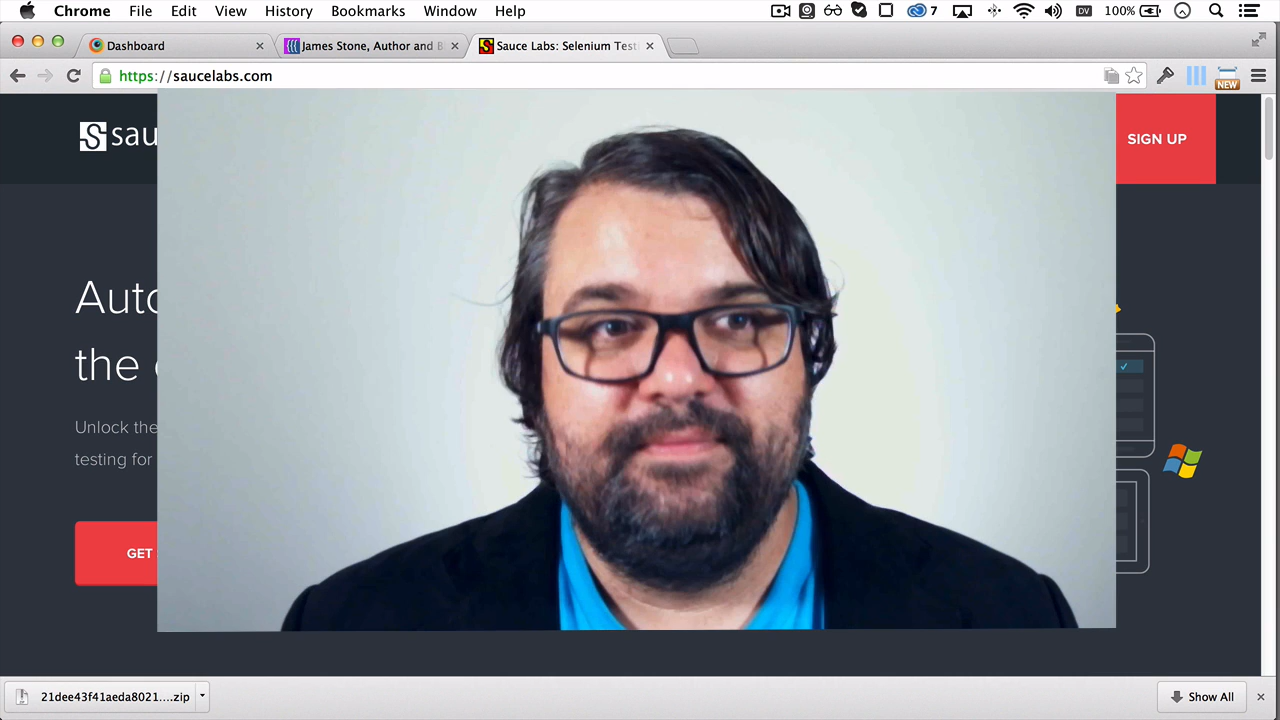 Chrome File Edit View History Bookmarks Window Help 7 DV 100%
Dashboard James Stone, Author and B Sauce Labs: Selenium Test
https://saucelabs.com NEW
S sau SIGN UP
Auto
the
Unlock the
testing for
GET
21dee43f41aeda8021....zip Show All